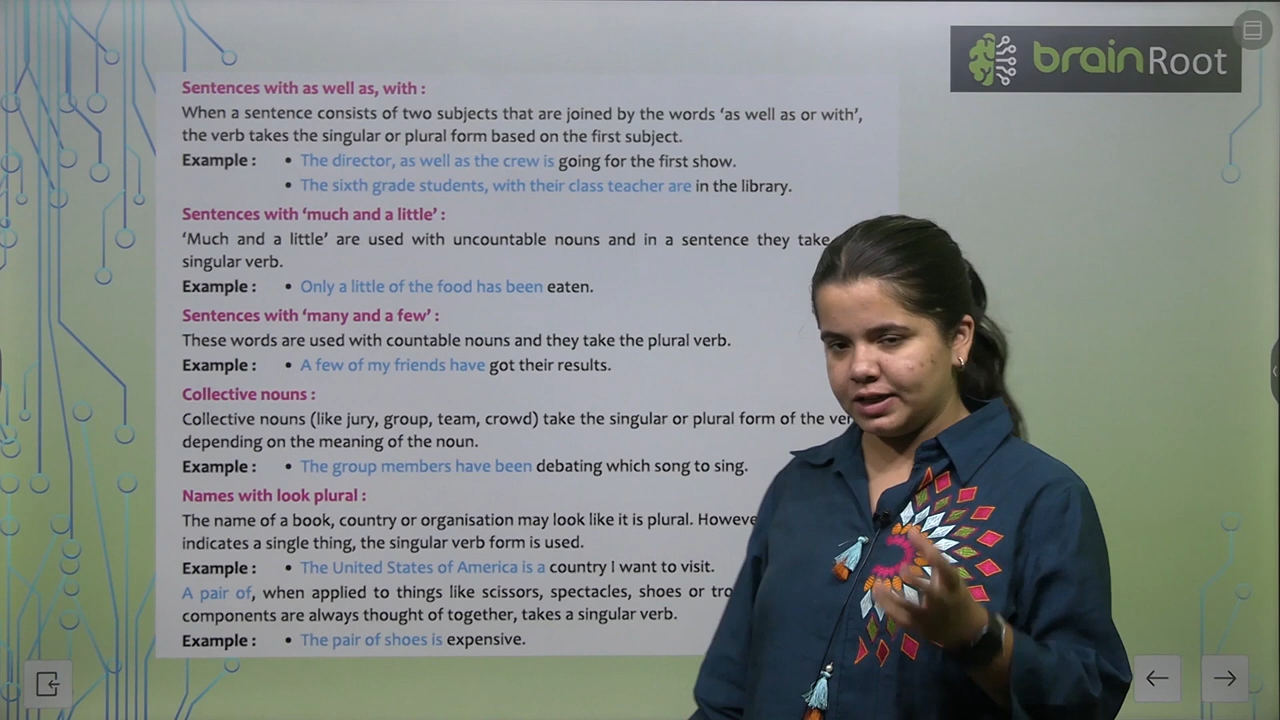 brainRoot
Sentences with as well as, with :
When a sentence consists of two subjects that are joined by the words ‘as well as or with’,
the verb takes the singular or plural form based on the first subject.
Example : • The director, as well as the crew is going for the first show.
• The sixth grade students, with their class teacher are in the library.
Sentences with ‘much and a little’ :
‘Much and a little’ are used with uncountable nouns and in a sentence they take
singular verb.
Example : • Only a little of the food has been eaten.
Sentences with ‘many and a few’ :
These words are used with countable nouns and they take the plural verb.
Example : • A few of my friends have got their results.
Collective nouns :
Collective nouns (like jury, group, team, crowd) take the singular or plural form of the
depending on the meaning of the noun.
Example : • The group members have been debating which song to sing.
Names with look plural :
The name of a book, country or organisation may look like it is plural.
indicates a single thing, the singular verb form is used.
Example : • The United States of America is a country I want to visit.
A pair of, when applied to things like scissors, spectacles, shoes or
components are always thought of together, takes a singular verb.
Example : • The pair of shoes is expensive.